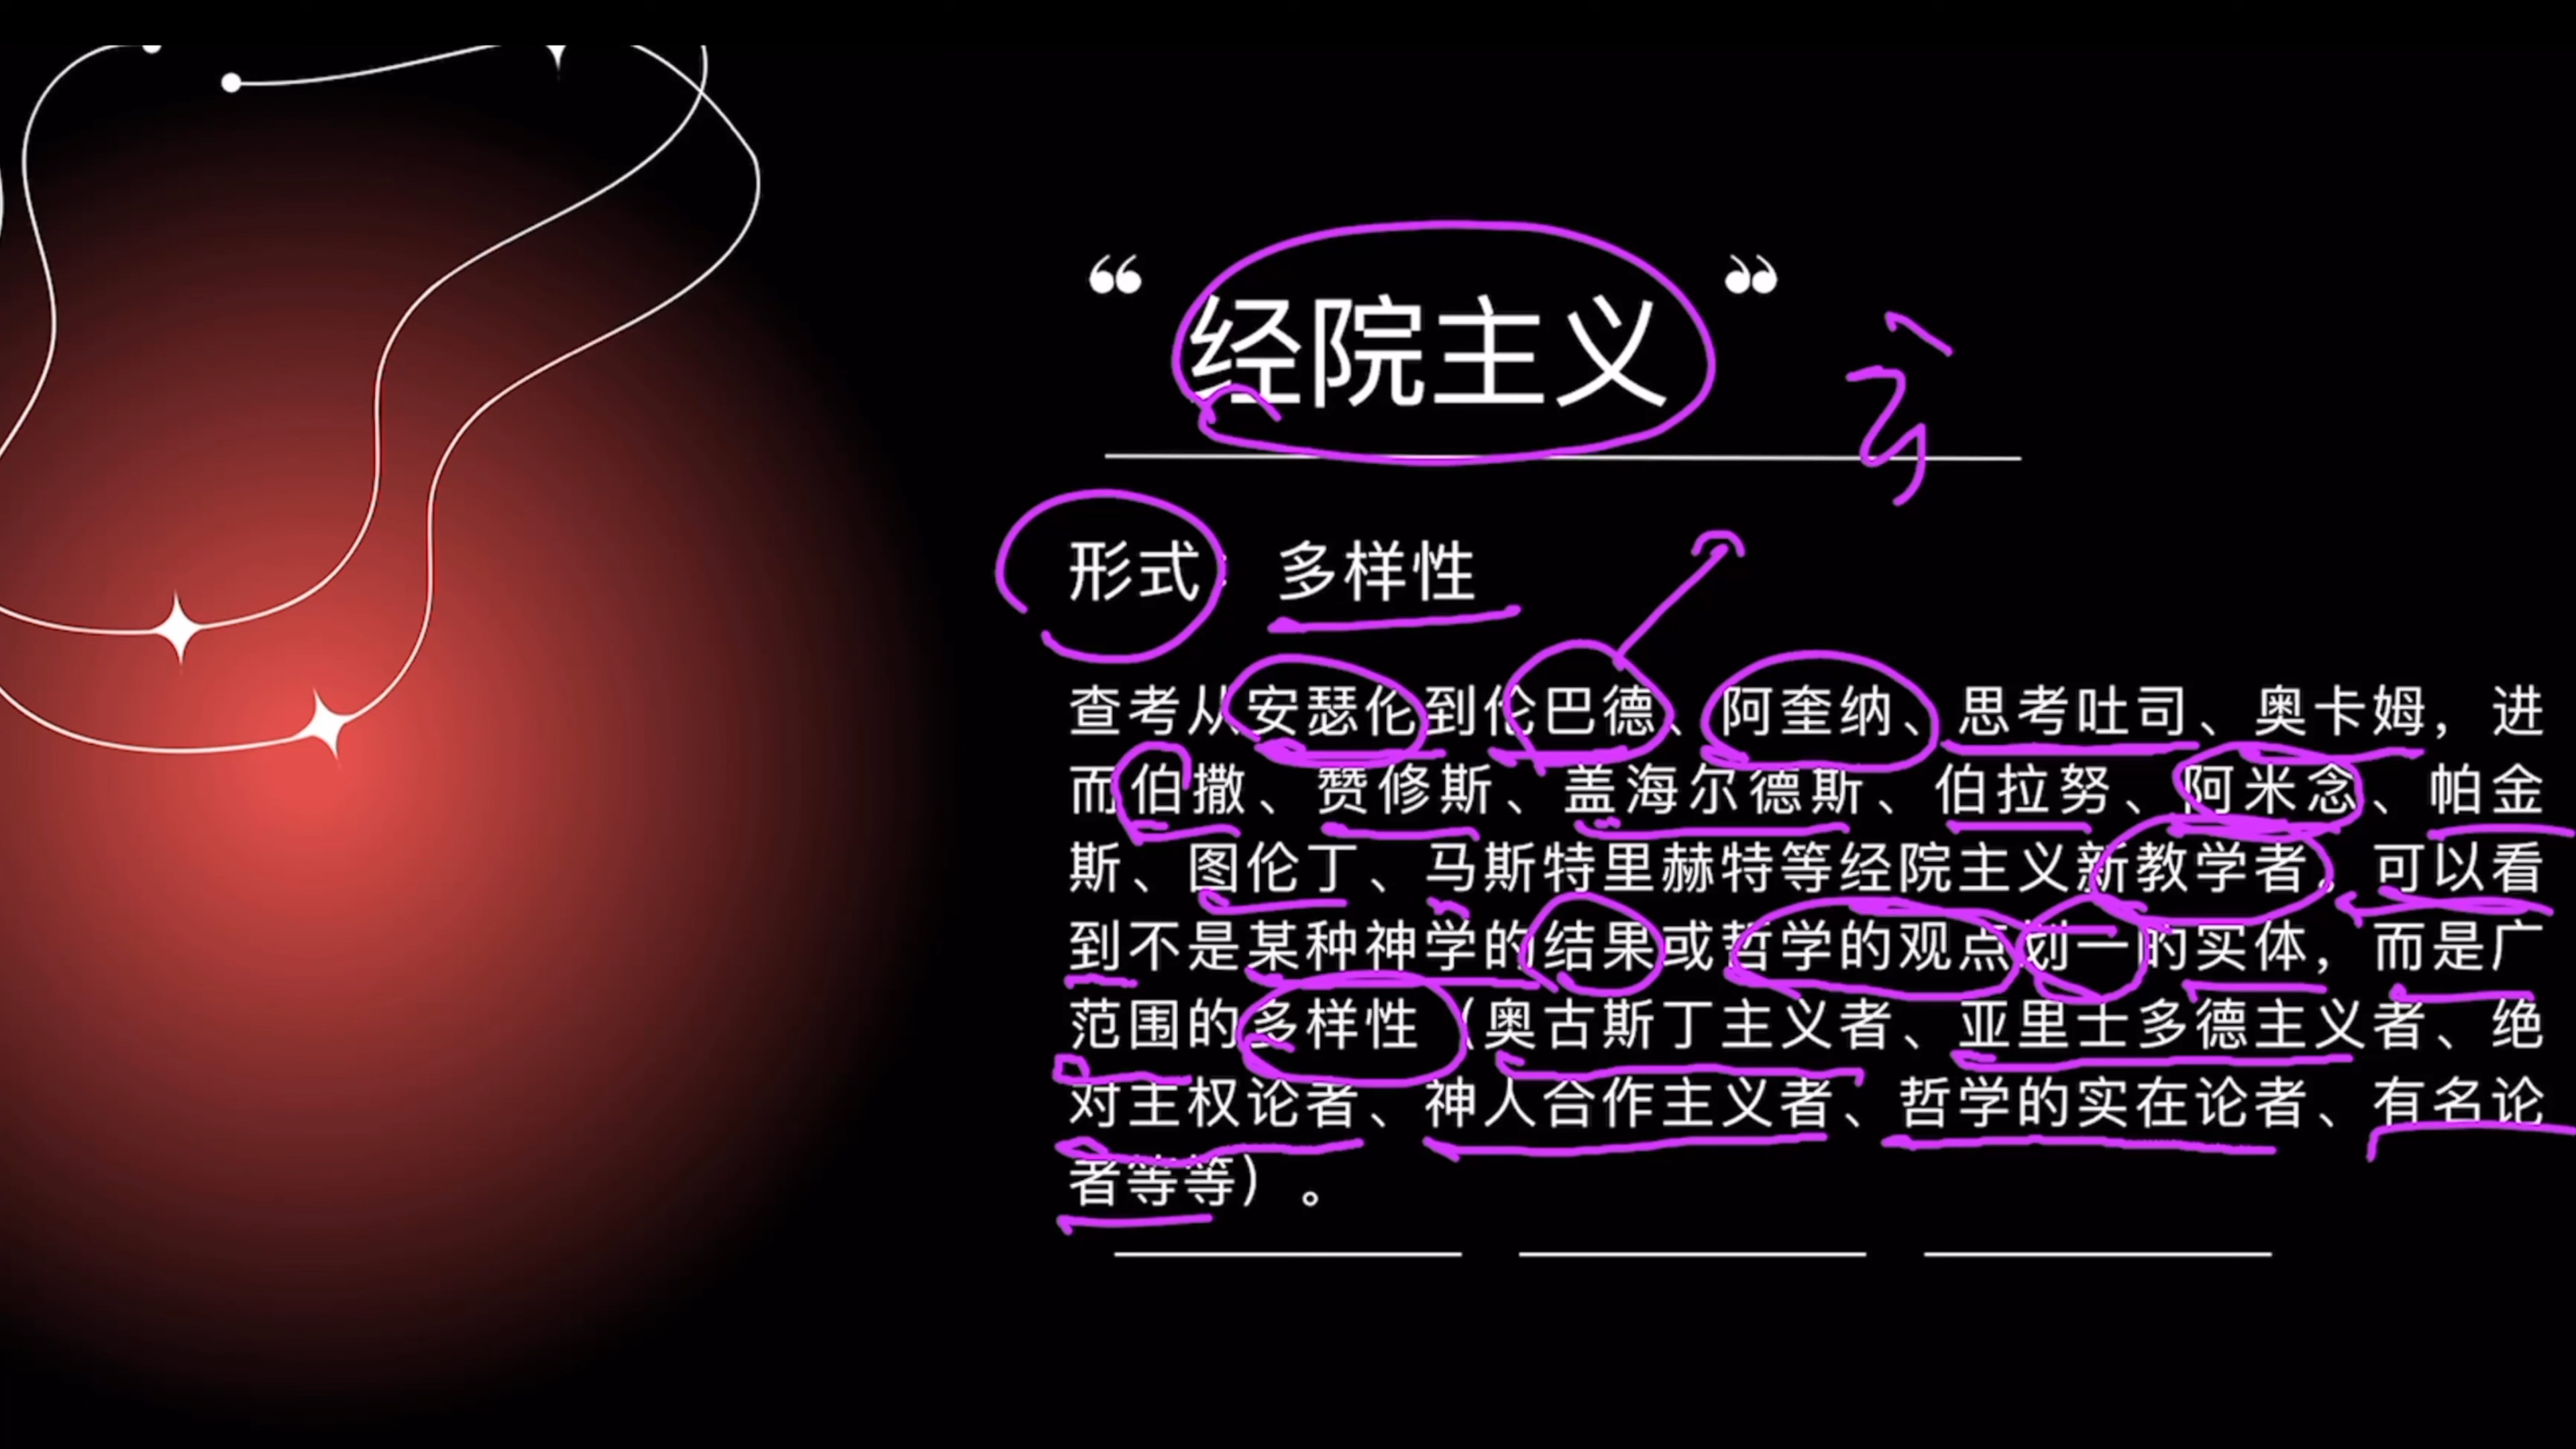 “经院主义”
形式：多样性
查考从安瑟伦到伦巴德、阿奎纳、思考吐司、奥卡姆，进
而伯撒、赞修斯、盖海尔德斯、伯拉努、阿米念、帕金
斯、图伦丁、马斯特里赫特等经院主义新教学者，可以看
到不是某种神学的结果或哲学的观点划一的实体，而是广
范围的多样性（奥古斯丁主义者、亚里士多德主义者、绝
对主权论者、神人合作主义者、哲学的实在论者、有名论
者等等）。